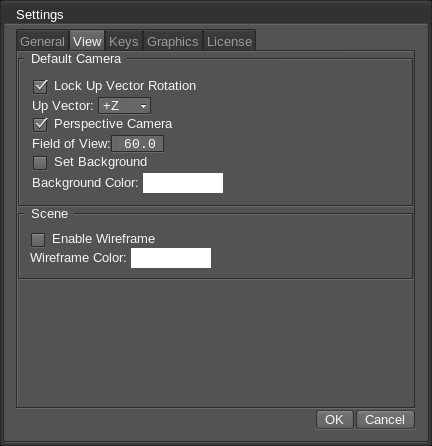 Settings
General View Keys Graphics License
Default Camera
Lock Up Vector Rotation
Up Vector: +Z
Perspective Camera
Field of View: 60.0
Set Background
Background Color:
Scene
Enable Wireframe
Wireframe Color:
OK Cancel